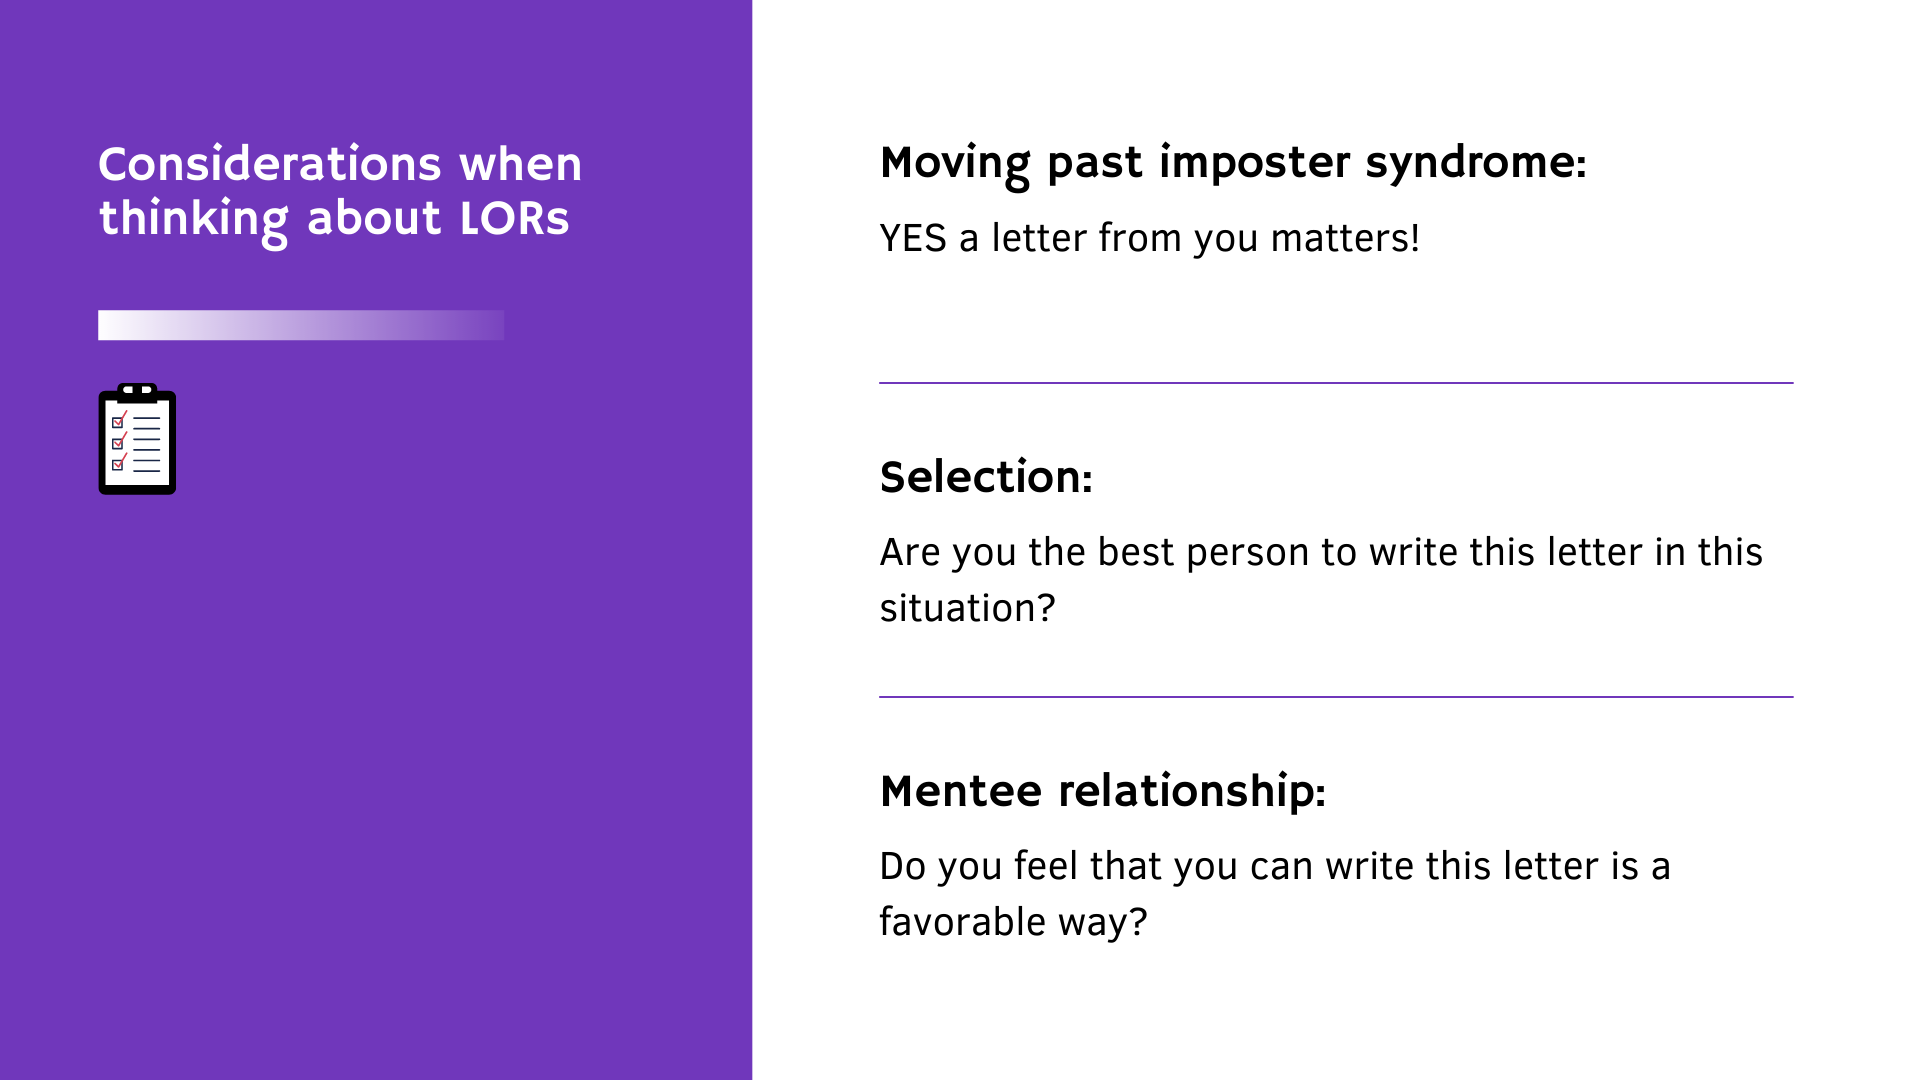 Considerations when
thinking about LORs
Moving past imposter syndrome:
YES a letter from you matters!
Selection:
Are you the best person to write this letter in this
situation?
Mentee relationship:
Do you feel that you can write this letter is a
favorable way?